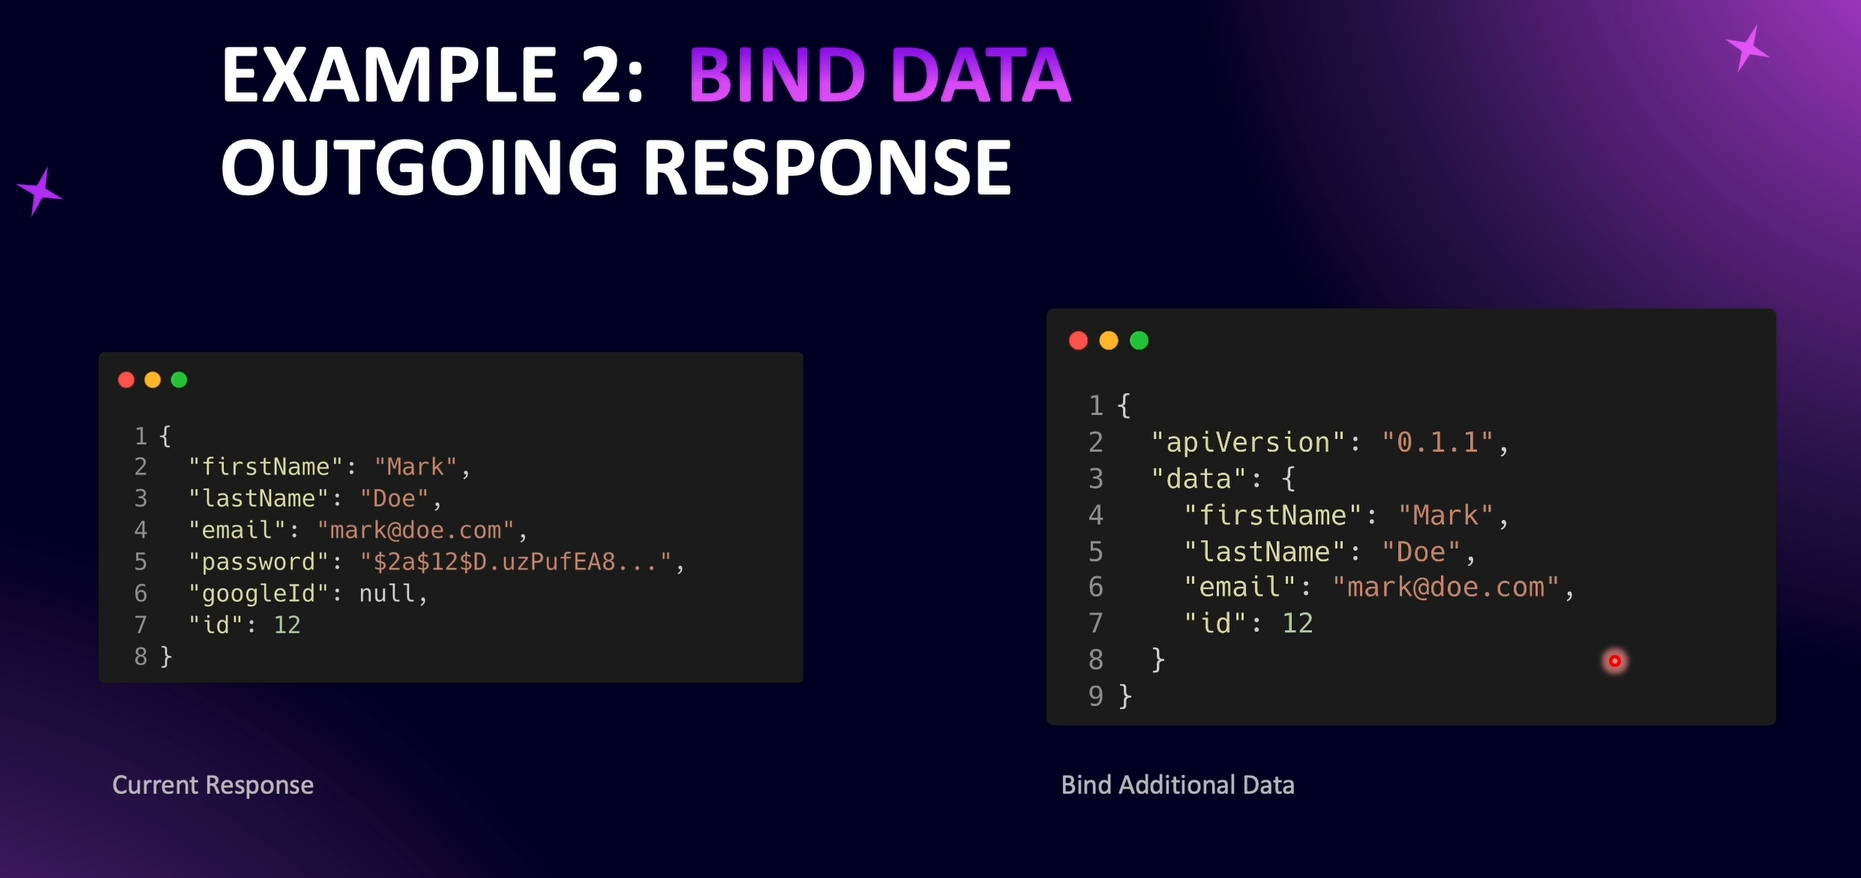 EXAMPLE 2: BIND DATA
OUTGOING RESPONSE
1 {
2   "firstName": "Mark",
3   "lastName": "Doe",
4   "email": "mark@doe.com",
5   "password": "$2a$12$D.uzPufEA8...",
6   "googleId": null,
7   "id": 12
8 }
Current Response
1 {
2   "apiVersion": "0.1.1",
3   "data": {
4     "firstName": "Mark",
5     "lastName": "Doe",
6     "email": "mark@doe.com",
7     "id": 12
8   }
9 }
Bind Additional Data